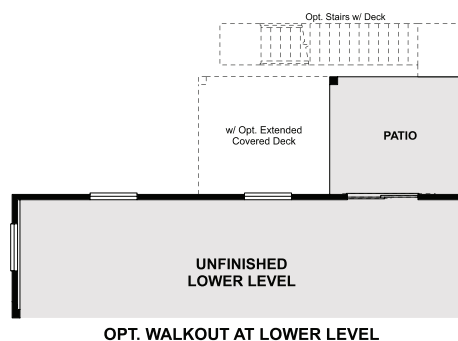 Opt. Stairs w/ Deck
w/ Opt. Extended
Covered Deck
PATIO
UNFINISHED
LOWER LEVEL
OPT. WALKOUT AT LOWER LEVEL